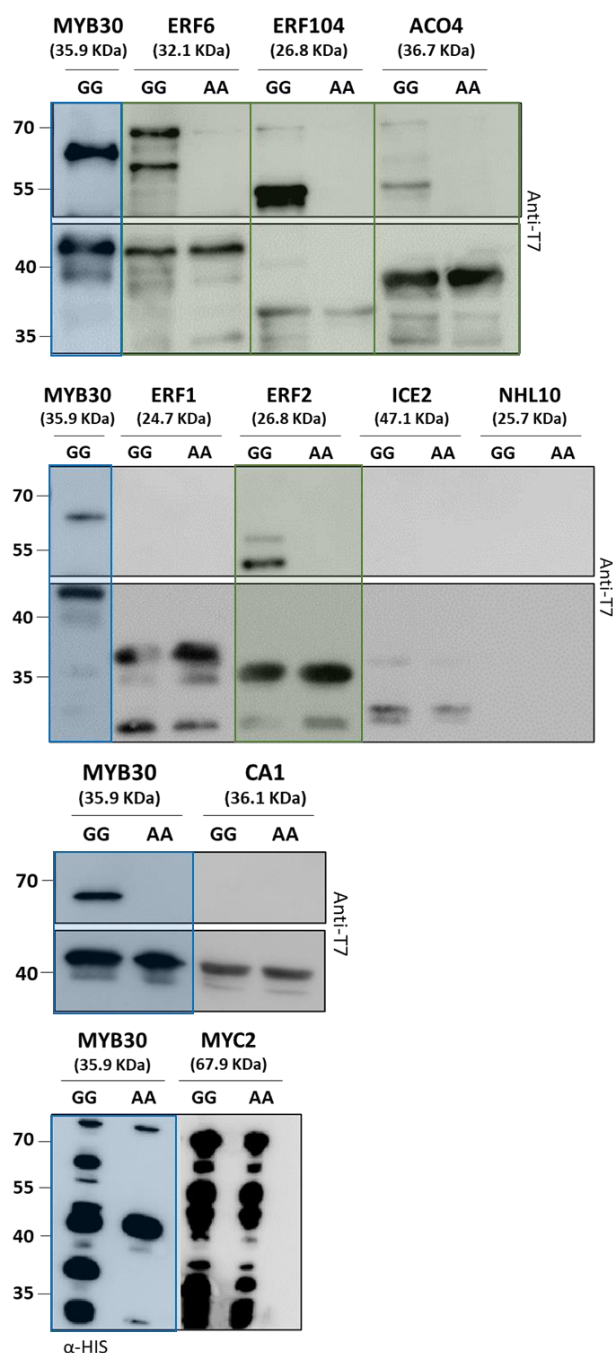 MYB30 ERF6 ERF104 ACO4
(35.9 KDa) (32.1 KDa) (26.8 KDa) (36.7 KDa)
GG GG AA GG AA GG AA
70
55
40
35
Anti-T7
MYB30 ERF1 ERF2 ICE2 NHL10
(35.9 KDa) (24.7 KDa) (26.8 KDa) (47.1 KDa) (25.7 KDa)
GG GG AA GG AA GG AA GG AA
70
55
40
35
Anti-T7
MYB30 CA1
(35.9 KDa) (36.1 KDa)
GG AA GG AA
70
40
Anti-T7
MYB30 MYC2
(35.9 KDa) (67.9 KDa)
GG AA GG AA
70
55
40
35
α-HIS